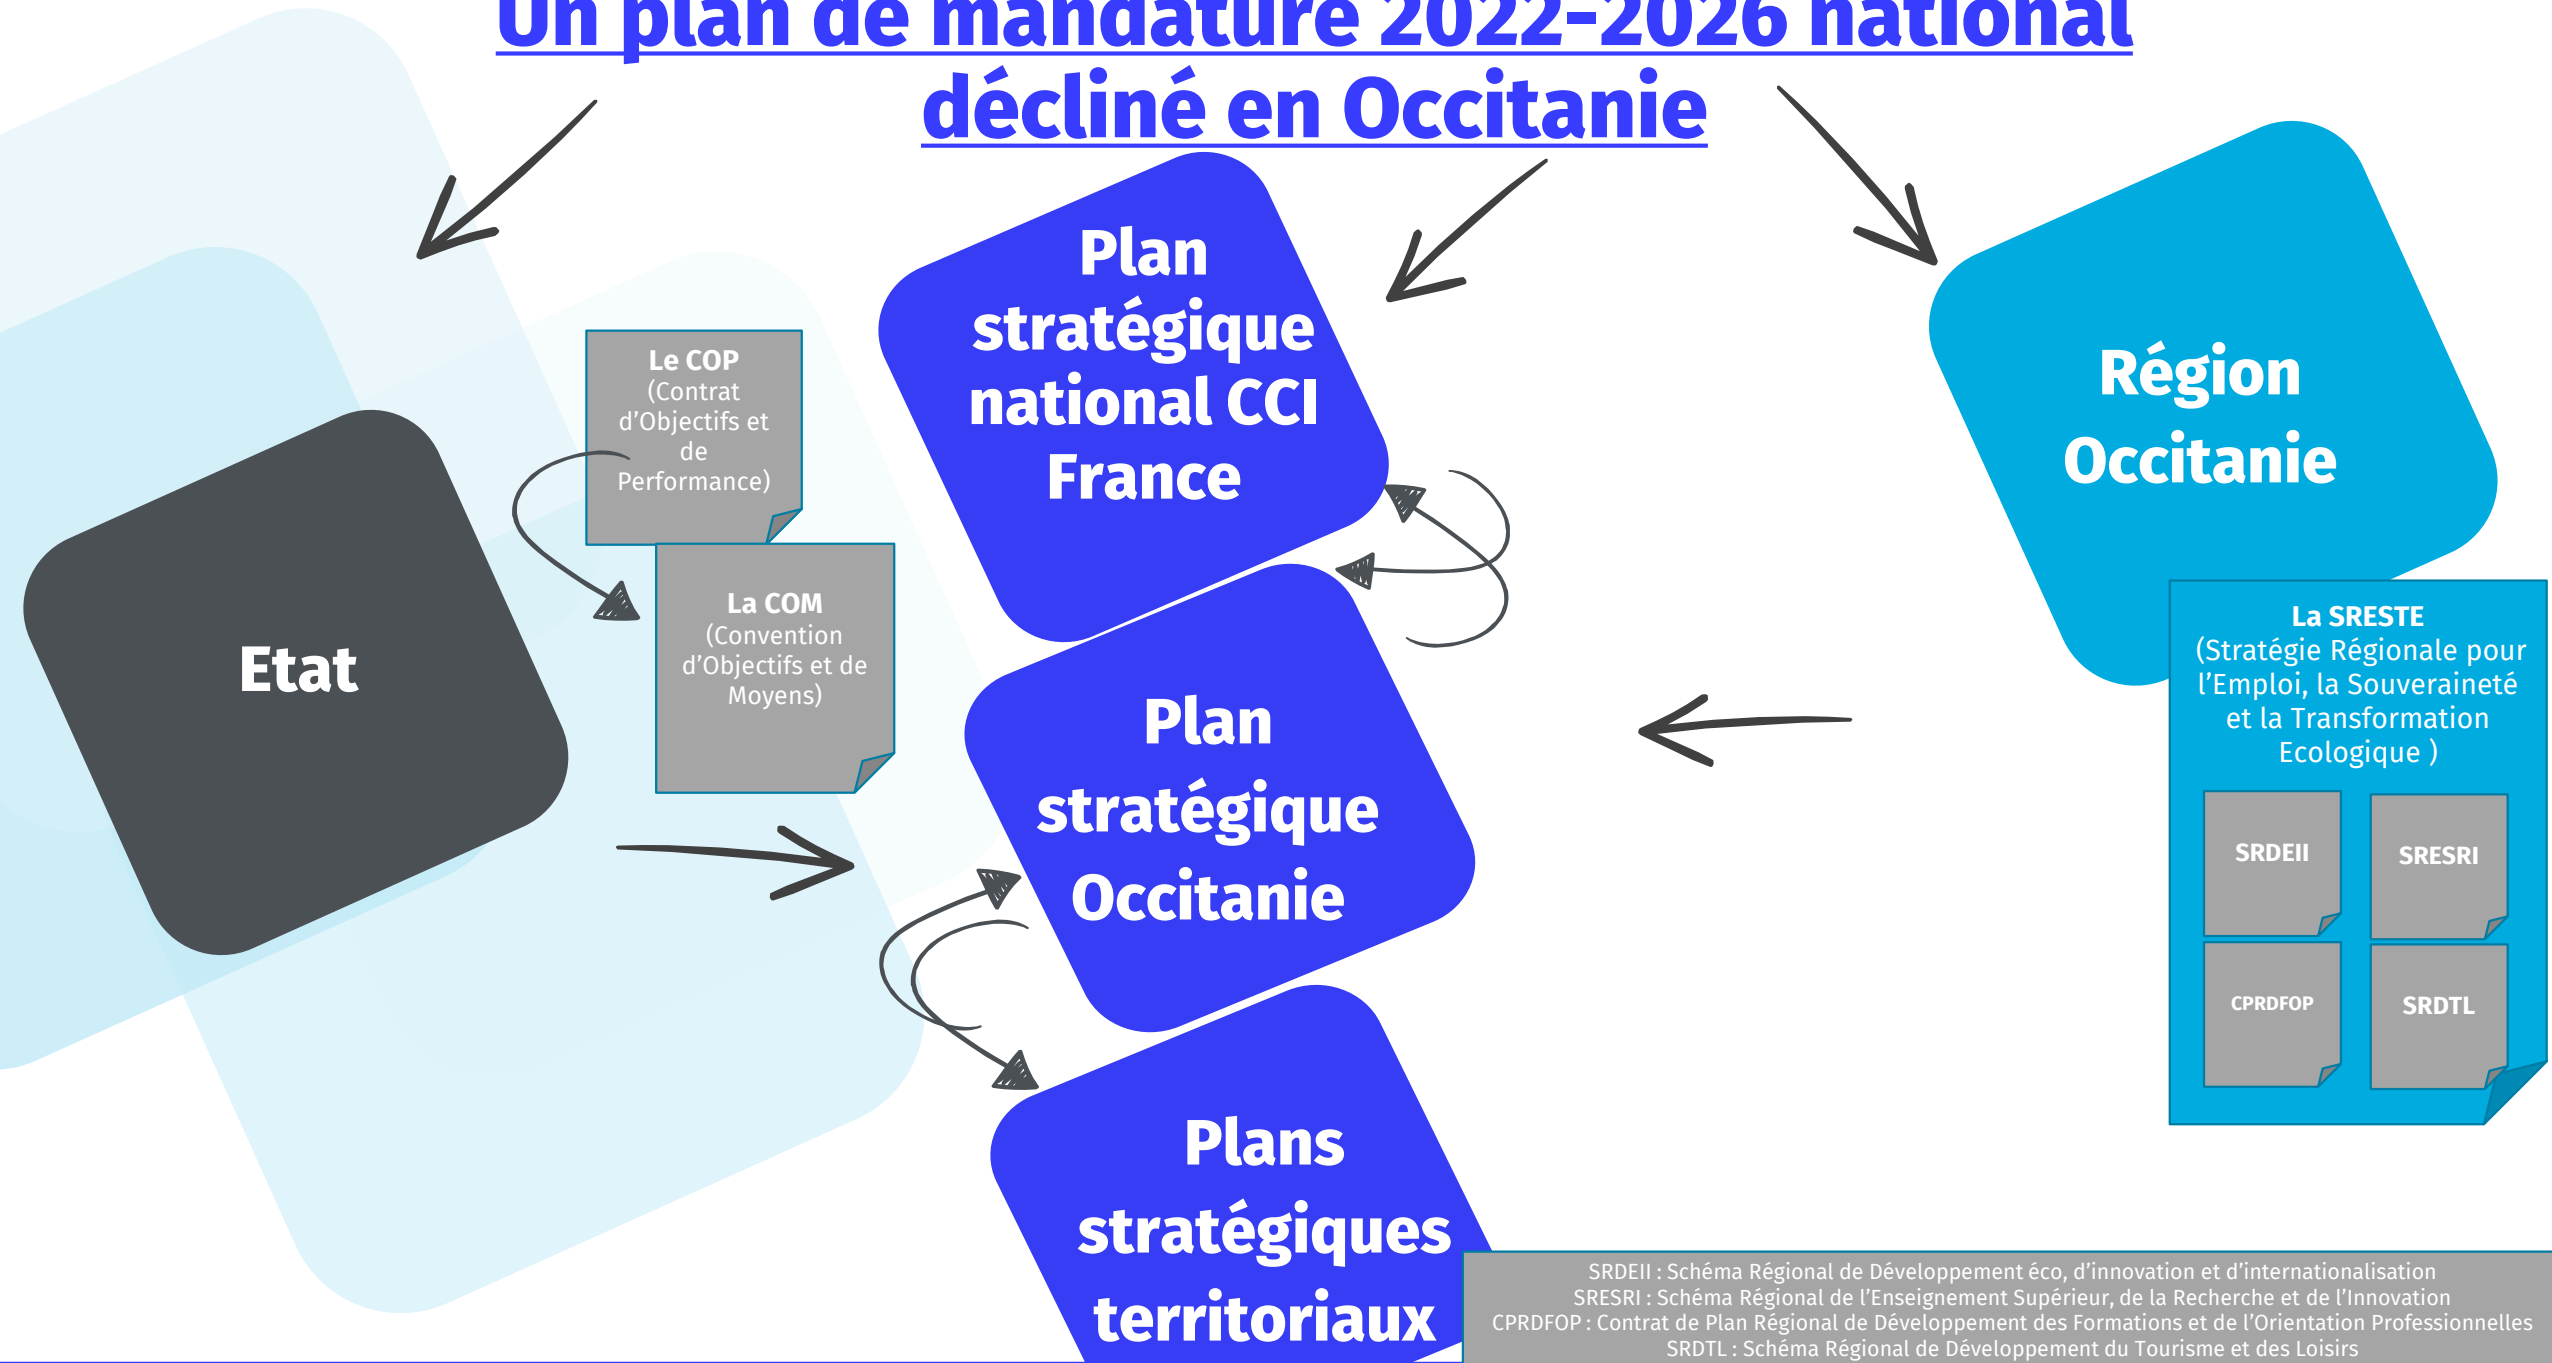 Un plan de mandature 2022-2026 national
décliné en Occitanie
Etat
Le COP
(Contrat
d’Objectifs et
de
Performance)
La COM
(Convention
d’Objectifs et de
Moyens)
Plan
stratégique
national CCI
France
Plan
stratégique
Occitanie
Plans
stratégiques
territoriaux
Région
Occitanie
La SRESTE
(Stratégie Régionale pour
l’Emploi, la Souveraineté
et la Transformation
Ecologique )
SRDEII
SRESRI
CPRDFOP
SRDTL
SRDEII : Schéma Régional de Développement éco, d’innovation et d’internationalisation
SRESRI : Schéma Régional de l’Enseignement Supérieur, de la Recherche et de l’Innovation
CPRDFOP : Contrat de Plan Régional de Développement des Formations et de l’Orientation Professionnelles
SRDTL : Schéma Régional de Développement du Tourisme et des Loisirs